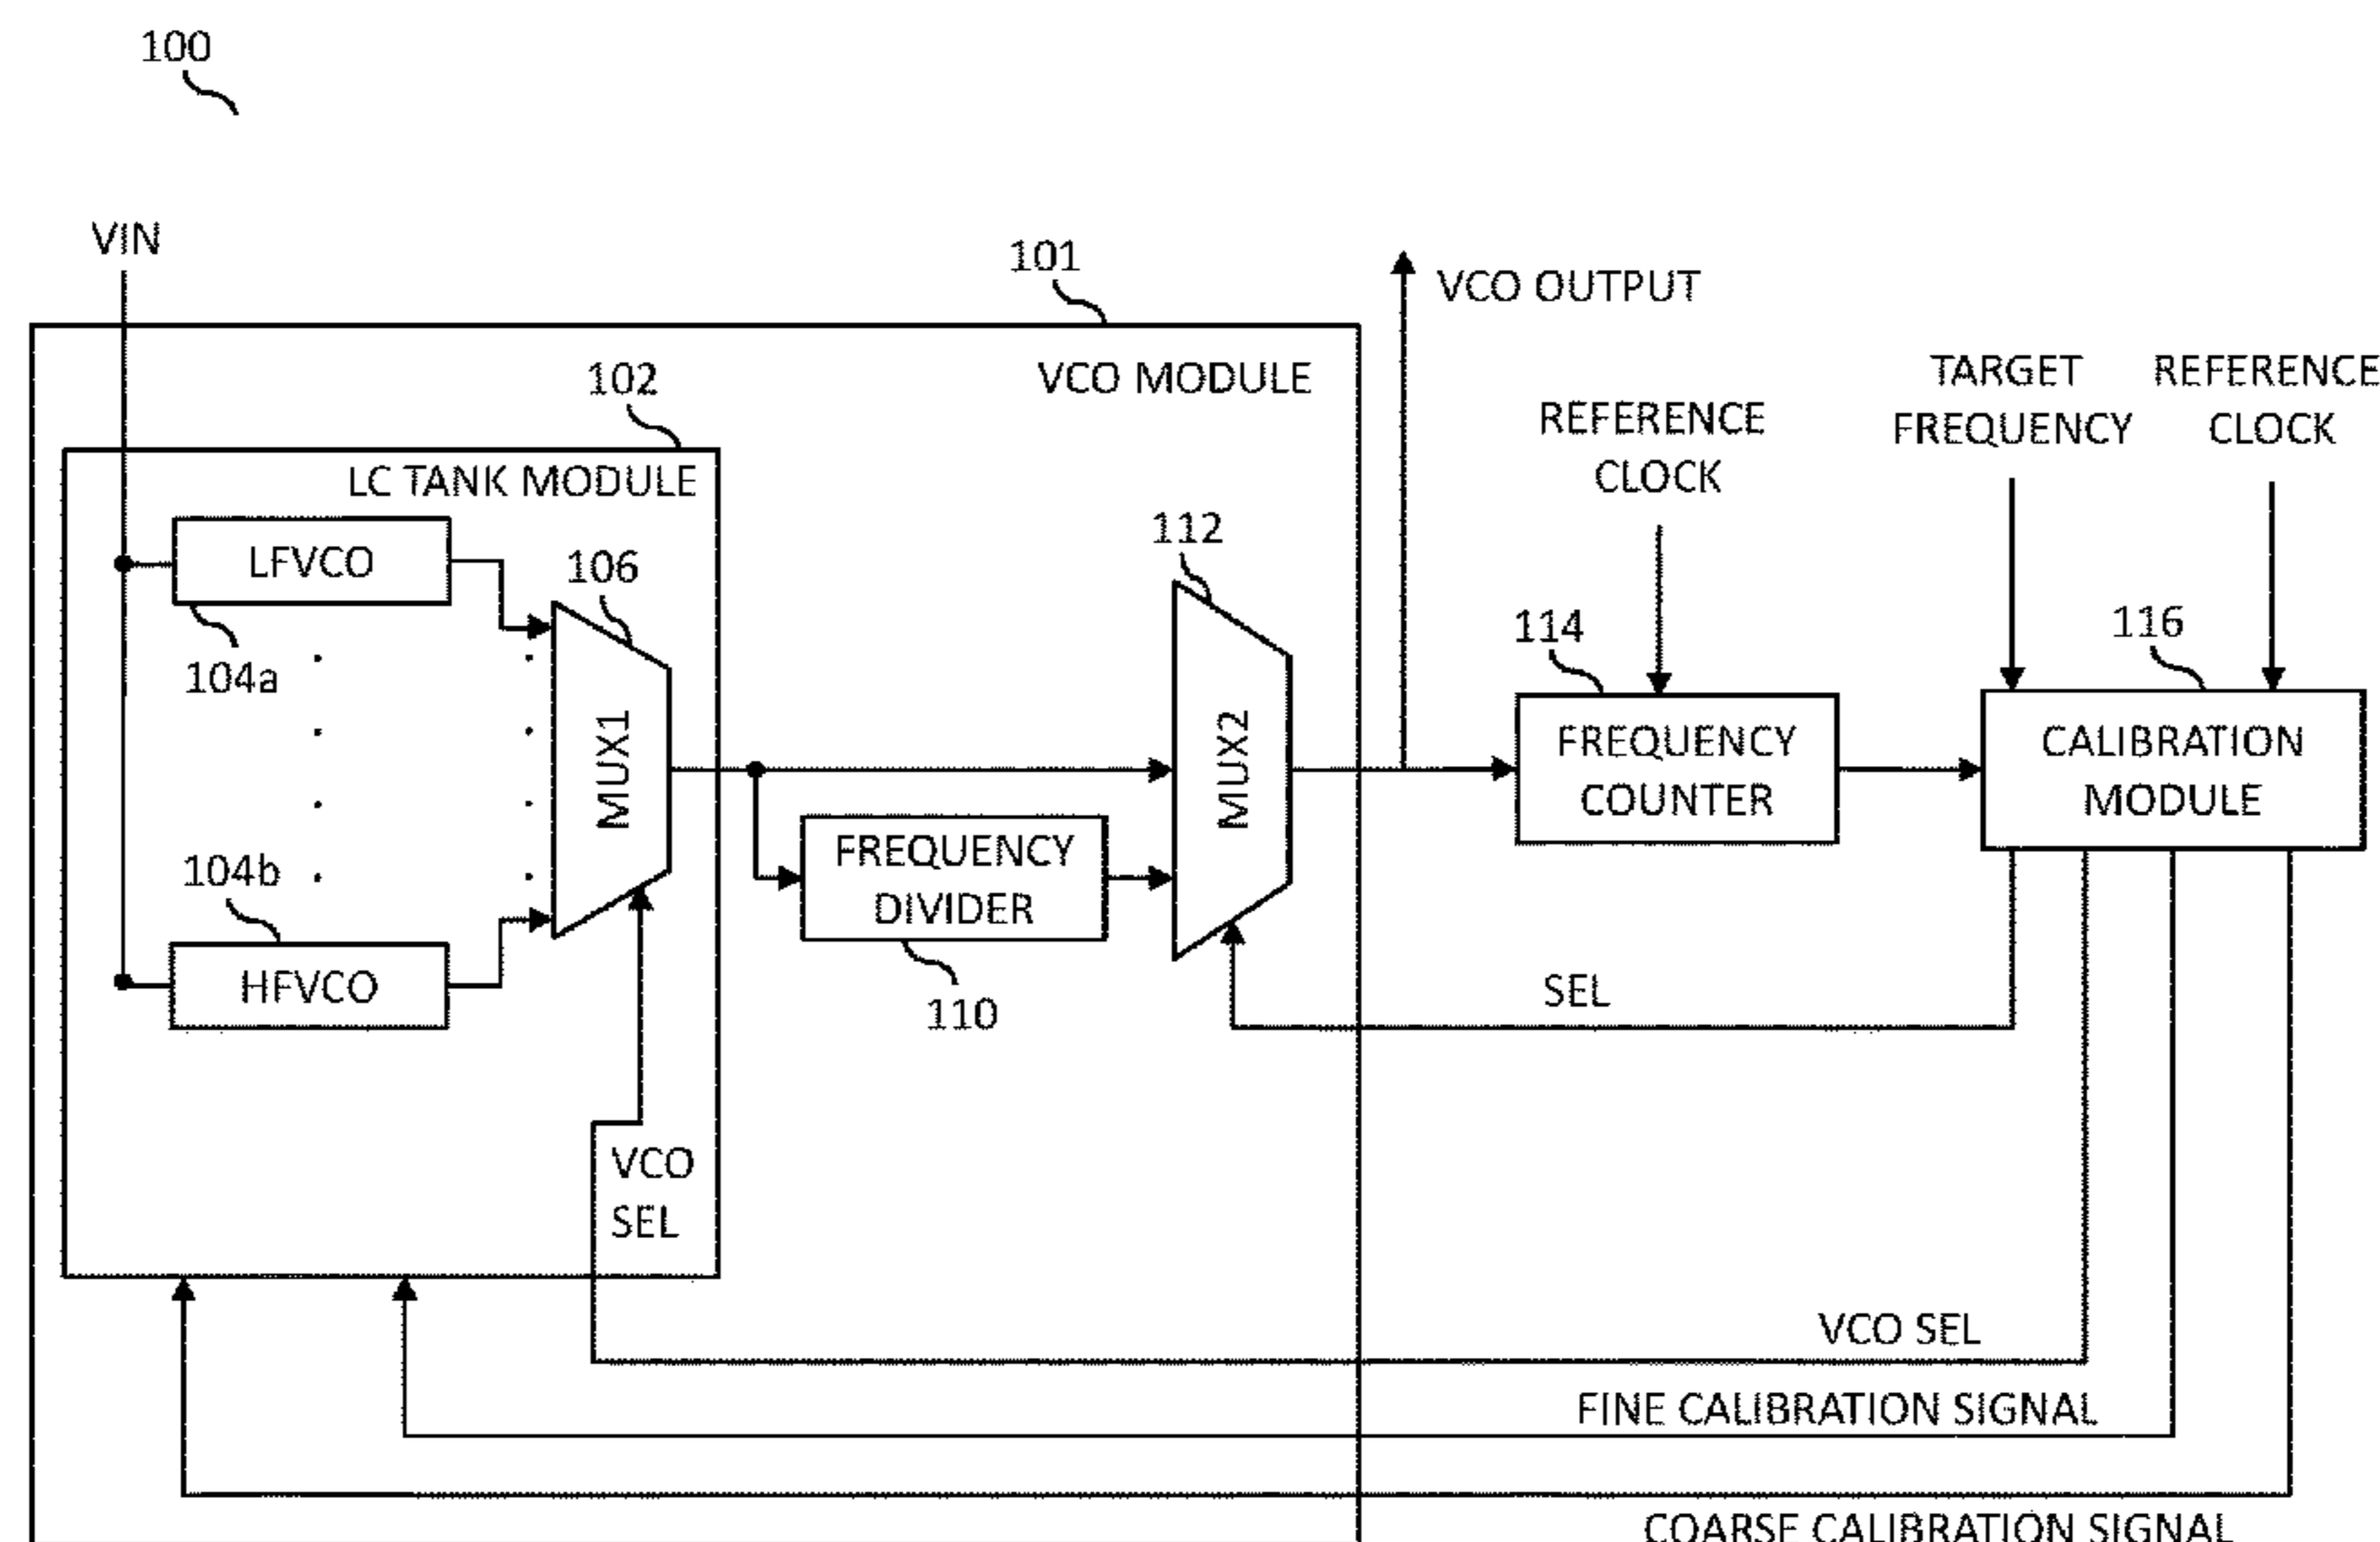 100
VIN
101
VCO OUTPUT
VCO MODULE
102
TARGET
FREQUENCY
REFERENCE
CLOCK
REFERENCE
CLOCK
LC TANK MODULE
LFVCO
104a
106
MUX1
112
MUX2
114
FREQUENCY
COUNTER
116
CALIBRATION
MODULE
104b
HFVCO
FREQUENCY
DIVIDER
110
SEL
VCO
SEL
VCO SEL
FINE CALIBRATION SIGNAL
COARSE CALIBRATION SIGNAL